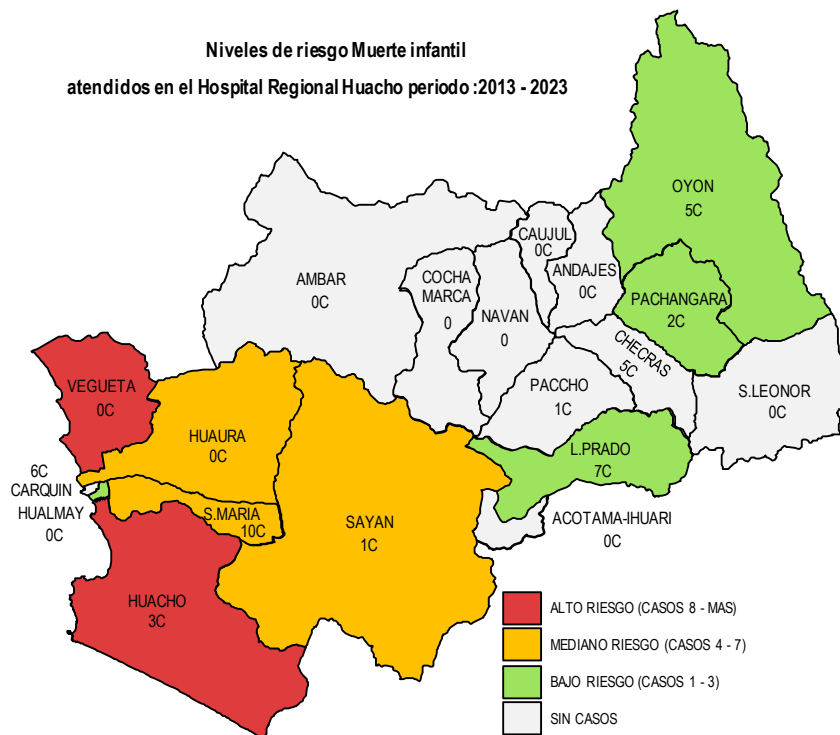 Niveles de riesgo Muerte infantil
atendidos en el Hospital Regional Huacho periodo :2013 - 2023
OYON
5C
CAUJUL
0C
ANDAJES
0C
AMBAR
0C
COCHA
MARCA
0
NAVAN
0
PACHANGARA
2C
CHECRAS
5C
S.LEONOR
0C
PACCHO
1C
VEGUETA
0C
HUAURA
0C
L.PRADO
7C
6C
CARQUIN
HUALMAY
0C
S.MARIA
10C
SAYAN
1C
ACOTAMA-IHUARI
0C
HUACHO
3C
ALTO RIESGO (CASOS 8 - MAS)
MEDIANO RIESGO (CASOS 4 - 7)
BAJO RIESGO (CASOS 1 - 3)
SIN CASOS